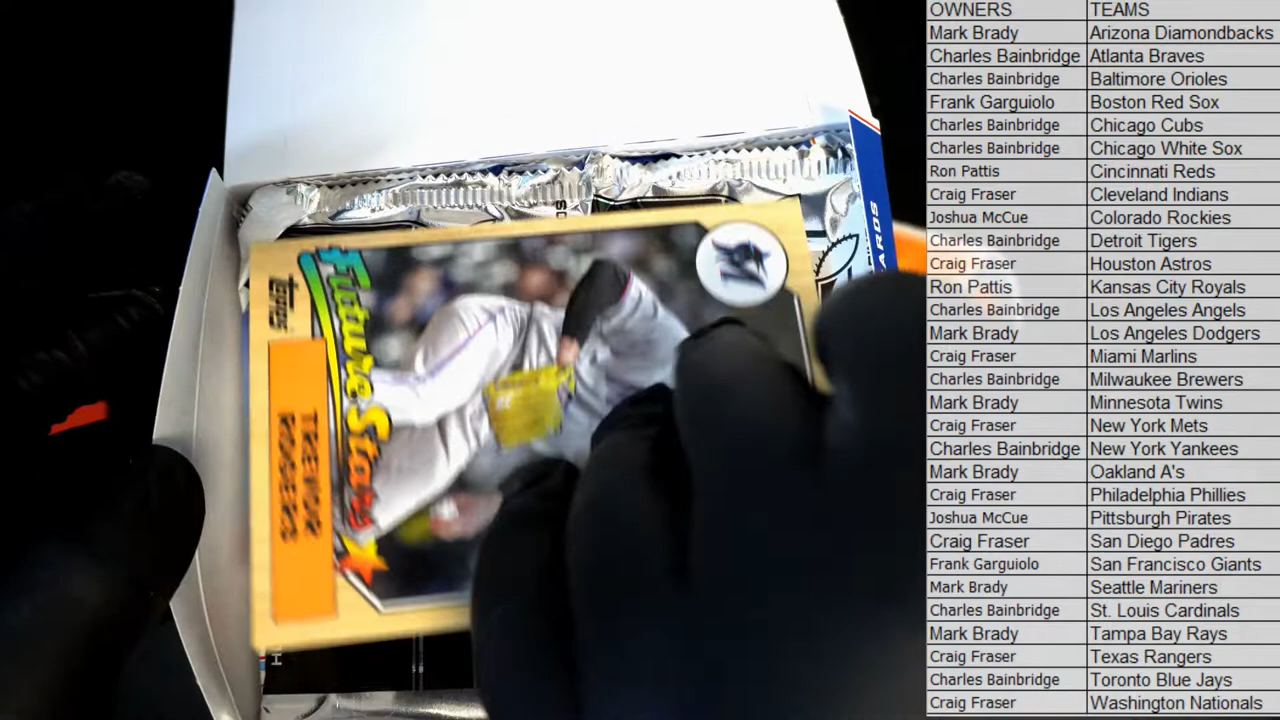 OWNERS TEAMS
Mark Brady Arizona Diamondbacks
Charles Bainbridge Atlanta Braves
Charles Bainbridge Baltimore Orioles
Frank Garguiolo Boston Red Sox
Charles Bainbridge Chicago Cubs
Charles Bainbridge Chicago White Sox
Ron Pattis Cincinnati Reds
Craig Fraser Cleveland Indians
Joshua McCue Colorado Rockies
Charles Bainbridge Detroit Tigers
Craig Fraser Houston Astros
Ron Pattis Kansas City Royals
Charles Bainbridge Los Angeles Angels
Mark Brady Los Angeles Dodgers
Craig Fraser Miami Marlins
Charles Bainbridge Milwaukee Brewers
Mark Brady Minnesota Twins
Craig Fraser New York Mets
Charles Bainbridge New York Yankees
Mark Brady Oakland A's
Craig Fraser Philadelphia Phillies
Joshua McCue Pittsburgh Pirates
Craig Fraser San Diego Padres
Frank Garguiolo San Francisco Giants
Mark Brady Seattle Mariners
Charles Bainbridge St. Louis Cardinals
Mark Brady Tampa Bay Rays
Craig Fraser Texas Rangers
Charles Bainbridge Toronto Blue Jays
Craig Fraser Washington Nationals
Topps
Future Stars
TREVOR
ROGERS
ARDS